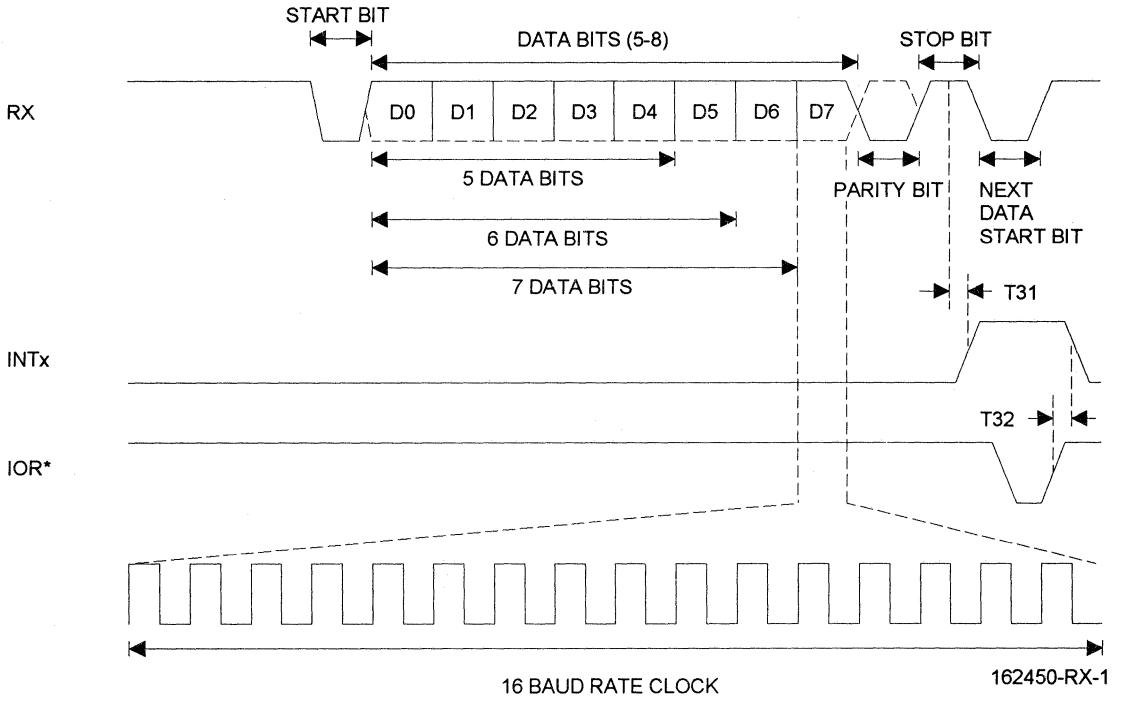 START BIT
DATA BITS (5-8)
STOP BIT
RX
D0 D1 D2 D3 D4 D5 D6 D7
5 DATA BITS
PARITY BIT
NEXT
DATA
START BIT
6 DATA BITS
7 DATA BITS
T31
INTx
T32
IOR*
16 BAUD RATE CLOCK
162450-RX-1